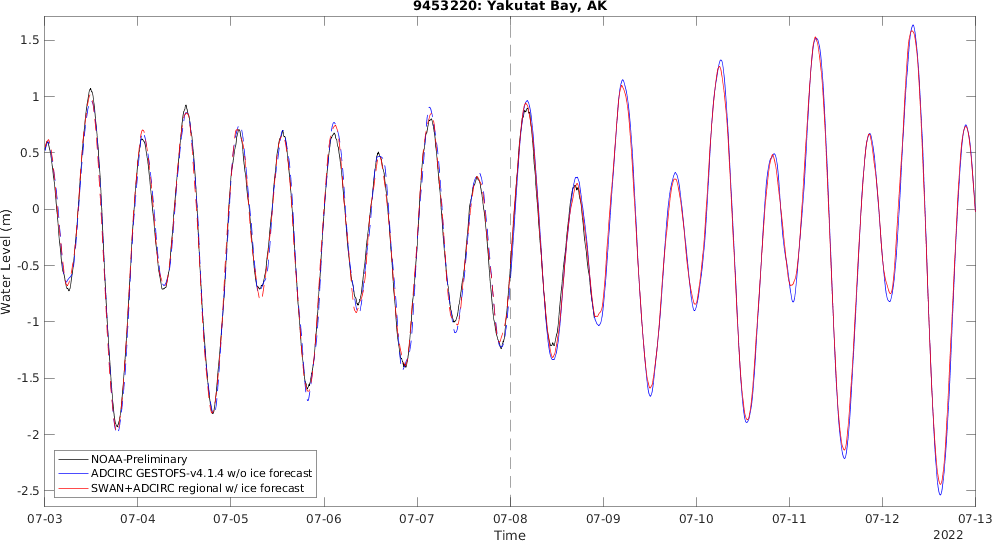 9453220: Yakutat Bay, AK
Water Level (m)
1.5
1
0.5
0
-0.5
-1
-1.5
-2
-2.5
NOAA-Preliminary
ADCIRC GESTOFS-v4.1.4 w/o ice forecast
SWAN+ADCIRC regional w/ ice forecast
07-03 07-04 07-05 07-06 07-07 07-08 07-09 07-10 07-11 07-12 07-13
Time
2022